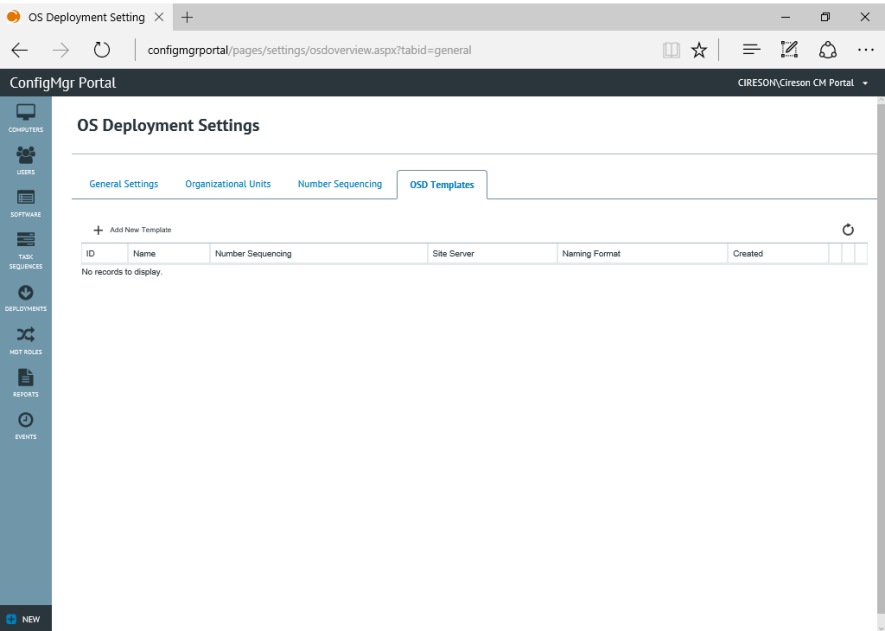 OS Deployment Setting
configmgrportal/pages/settings/osdoverview.aspx?tabid=general
ConfigMgr Portal
CIRESON\Cireson CM Portal
COMPUTERS
USERS
SOFTWARE
TASK
SEQUENCES
DEPLOYMENTS
MGT ROLES
REPORTS
EVENTS
NEW
OS Deployment Settings
General Settings Organizational Units Number Sequencing OSD Templates
Add New Template
ID Name Number Sequencing Site Server Naming Format Created
No records to display.